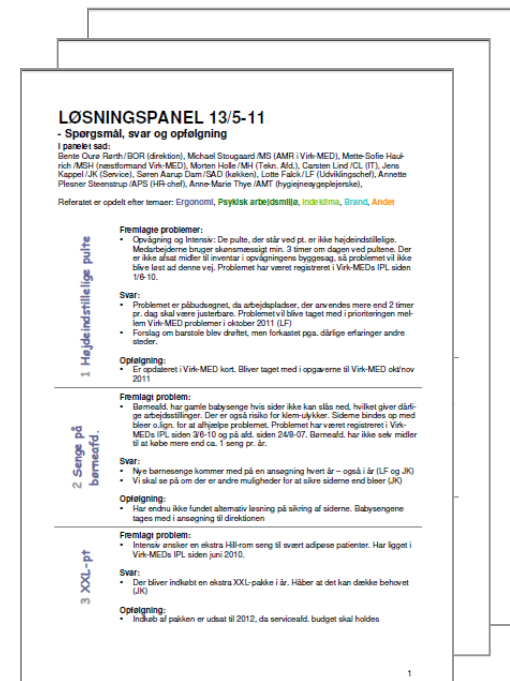 LØSNINGSPANEL 13/5-11
- Spørgsmål, svar og opfølgning
I panelet sad:
Bente Ourø Rørth /BOR (direktion), Michael Stougaard /MS (AMR i Virk-MED), Mette-Sofie Haul-
rich /MSH (næstformand Virk-MED), Morten Holle /MH (Tekn. Afd.), Carsten Lind /CL (IT), Jens
Kappel /JK (Service), Søren Aarup Dam /SAD (køkken), Lotte Falck / LF (Udviklingschef), Annette
Plesner Steenstrup /APS (HR-chef), Anne-Marie Thye /AMT (hygiejnesygeplejerske),
Referatet er opdelt efter temaer: Ergonomi, Psykisk arbejdsmiljø, Indeklima, Brand, Andet
1 Højdeindstillelige pulte
Fremlagte problemer:
• Opvågning og Intensiv: De pulte, der står ved pt. er ikke højdeindstillelige.
Medarbejderne bruger skønsmæssigt min. 3 timer om dagen ved pultene. Der
er ikke afsat midler til inventar i opvågningens byggesag, så problemet vil ikke
blive løst ad denne vej. Problemet har været registreret i Virk-MEDs IPL siden
1/6-10.
Svar:
• Problemet er påbudsegnet, da arbejdspladser, der anvendes mere end 2 timer
pr. dag skal være justerbare. Problemet vil blive taget med i prioriteringen mel-
lem Virk-MED problemer i oktober 2011 (LF)
• Forslag om barstole blev drøftet, men forkastet pga. dårlige erfaringer andre
steder.
Opfølgning:
• Er opdateret i Virk-MED kort. Bliver taget med i opgaverne til Virk-MED okt/nov
2011
2 Senge på
børneafd.
Fremlagt problem:
• Børneafd. har gamle babysenge hvis sider ikke kan slås ned, hvilket giver dårli-
ge arbejdsstillinger. Der er også risiko for klem-ulykker. Siderne bindes op med
bleer o.lign. for at afhjælpe problemet. Problemet har været registreret i Virk-
MEDs IPL siden 3/6-10 og på afd. siden 24/8-07. Børneafd. har ikke selv midler
til at købe mere end ca. 1 seng pr. år.
Svar:
• Nye børnesenge kommer med på en ansøgning hvert år – også i år (LF og JK)
• Vi skal se på om der er andre muligheder for at sikre siderne end bleer (JK)
Opfølgning:
• Har endnu ikke fundet alternativ løsning på sikring af siderne. Babysengene
tages med i ansøgning til direktionen
3 XXL-pt
Fremlagt problem:
• Intensiv ønsker en ekstra Hill-rom seng til svært adipøse patienter. Har ligget i
Virk-MEDs IPL siden juni 2010.
Svar:
• Der bliver indkøbt en ekstra XXL-pakke i år. Håber at det kan dække behovet
(JK)
Opfølgning:
• Indkøb af pakken er udsat til 2012, da serviceafd. budget skal holdes
1